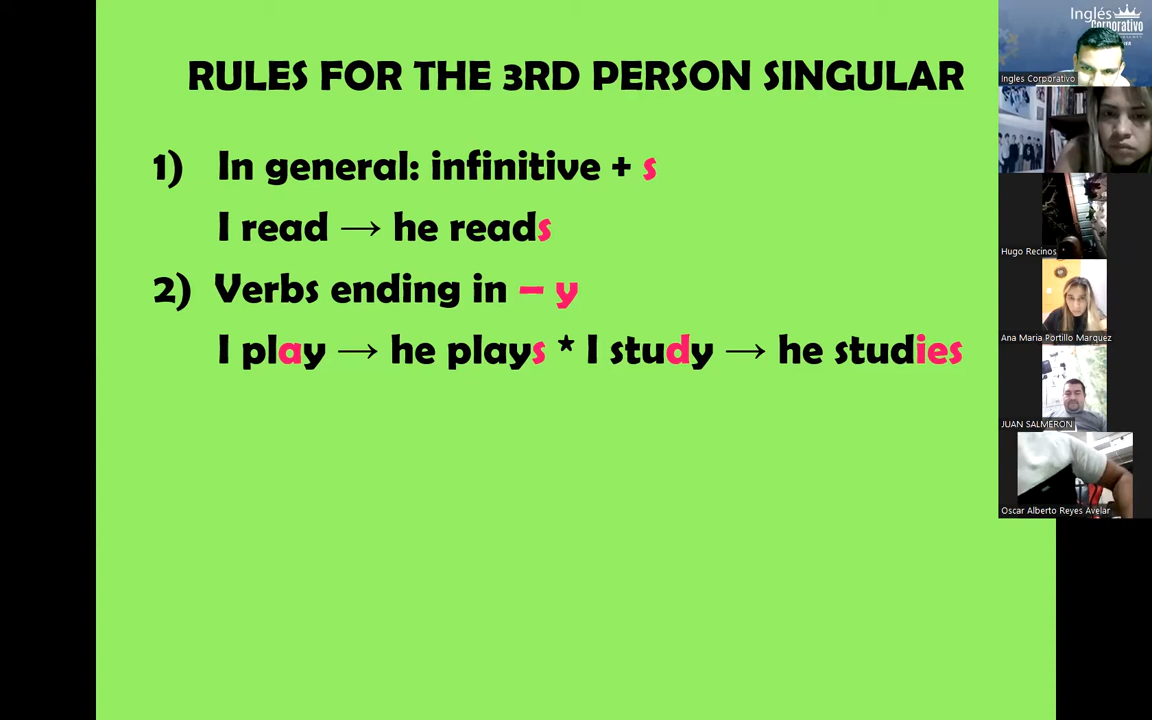 RULES FOR THE 3RD PERSON SINGULAR
1) In general: infinitive + s
I read → he reads
2) Verbs ending in – y
I play → he plays * I study → he studies
Inglés
Corporativo
Ingles Corporativo
Hugo Recinos
Ana Maria Portillo Marquez
JUAN SALMERON
Oscar Alberto Reyes Avelar